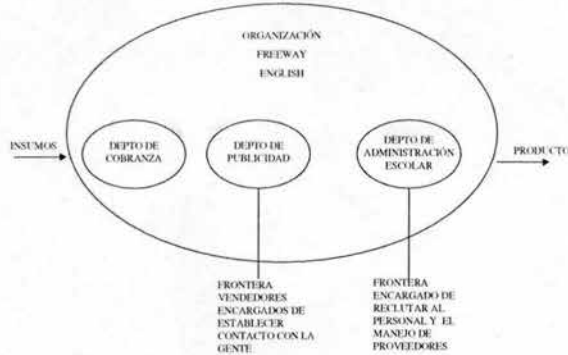 ORGANIZACIÓN
FREEWAY
ENGLISH
INSUMOS
DEPTO DE
COBRANZA
DEPTO DE
PUBLICIDAD
DEPTO DE
ADMINISTRACIÓN
ESCOLAR
PRODUCTO
FRONTERA
VENDEDORES
ENCARGADOS DE
ESTABLECER
CONTACTO CON LA
GENTE
FRONTERA
ENCARGADO DE
RECLUTAR AL
PERSONAL Y EL
MANEJO DE
PROVEEDORES